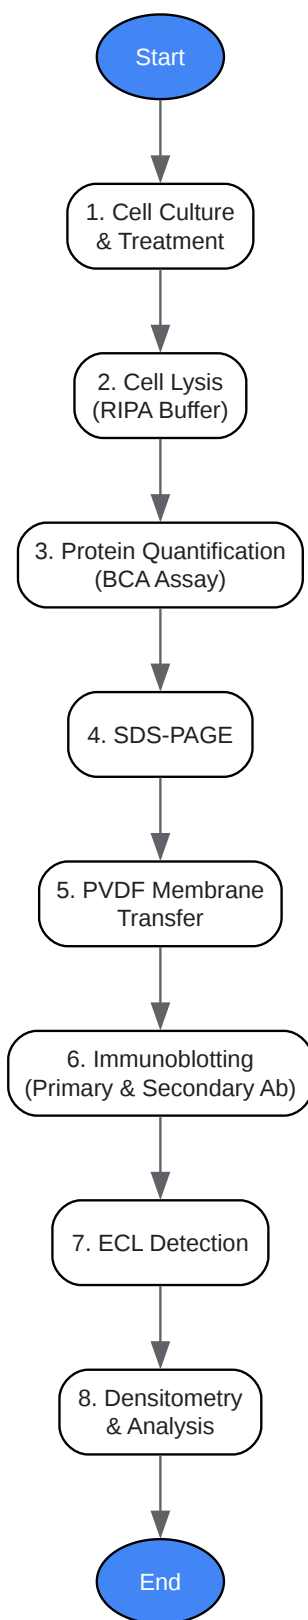 Start
1. Cell Culture
& Treatment
2. Cell Lysis
(RIPA Buffer)
3. Protein Quantification
(BCA Assay)
4. SDS-PAGE
5. PVDF Membrane
Transfer
6. Immunoblotting
(Primary & Secondary Ab)
7. ECL Detection
8. Densitometry
& Analysis
End